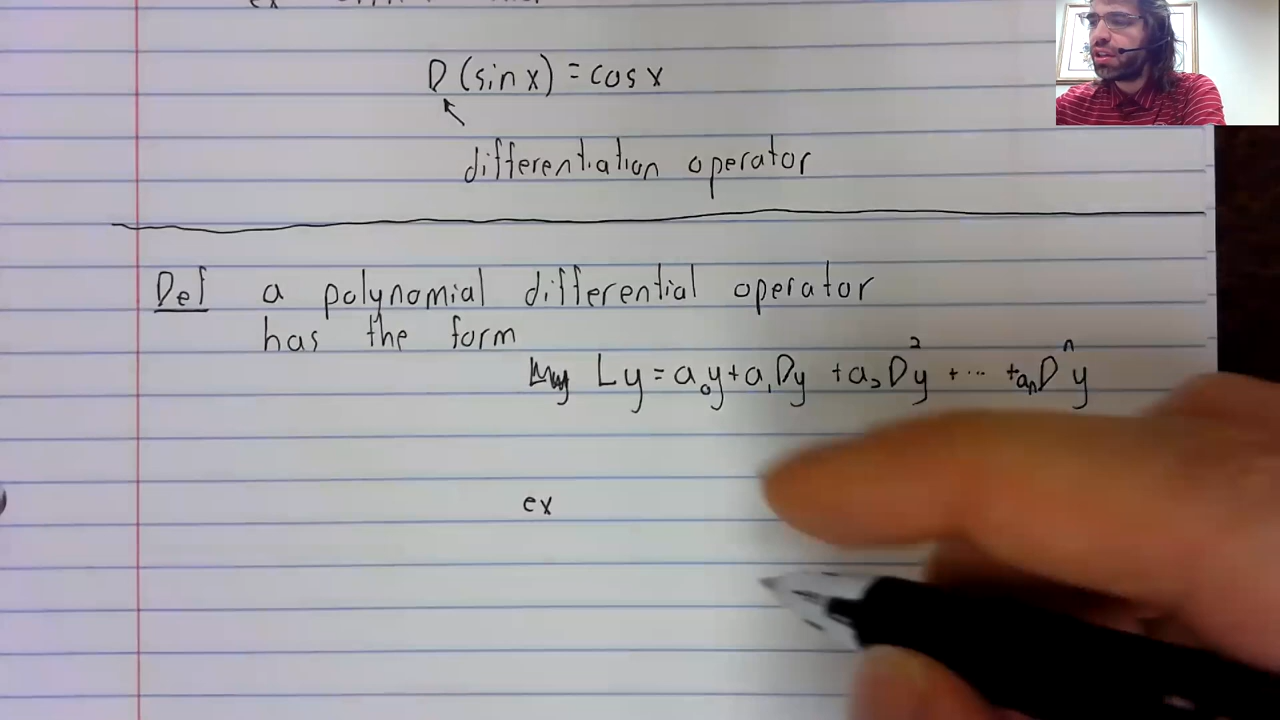 D (sin x) = cos x
differentiation operator
Def a polynomial differential operator
has the form
Ly = a₀y + a₁Dy + a₂D²y + ... + aₙDⁿy
ex